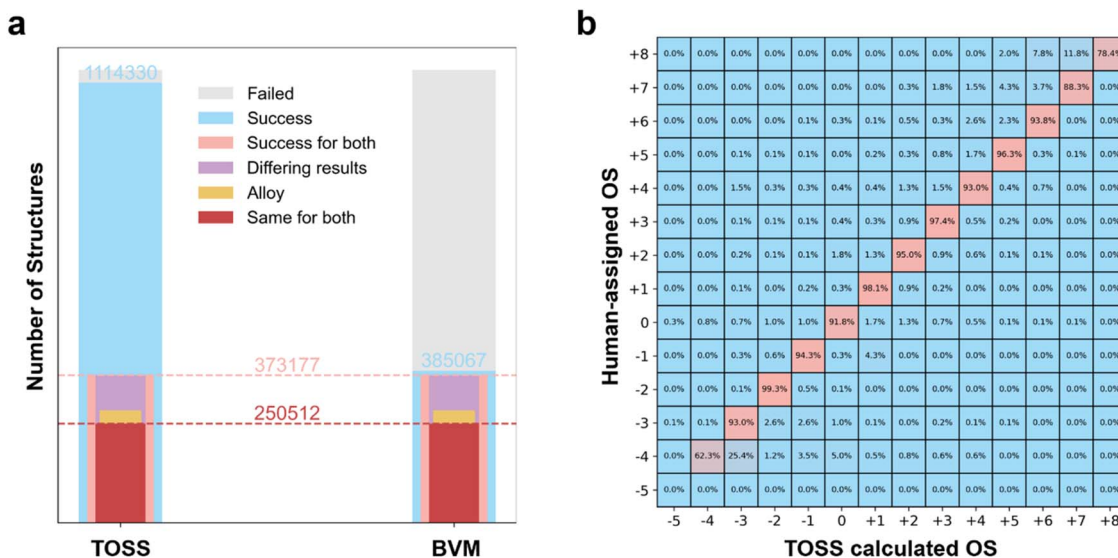 a
Number of Structures
1114330
Failed
Success
Success for both
Differing results
Alloy
Same for both
373177
385067
250512
TOSS
BVM
b
Human-assigned OS
+8 0.0% 0.0% 0.0% 0.0% 0.0% 0.0% 0.0% 0.0% 0.0% 0.0% 2.0% 7.8% 11.8% 78.4%
+7 0.0% 0.0% 0.0% 0.0% 0.0% 0.0% 0.0% 0.3% 1.8% 1.5% 4.3% 3.7% 88.3% 0.0%
+6 0.0% 0.0% 0.0% 0.0% 0.1% 0.3% 0.1% 0.5% 0.3% 2.6% 2.3% 93.8% 0.0% 0.0%
+5 0.0% 0.0% 0.1% 0.1% 0.1% 0.0% 0.2% 0.3% 0.8% 1.7% 96.3% 0.3% 0.1% 0.0%
+4 0.0% 0.0% 1.5% 0.3% 0.3% 0.4% 0.4% 1.3% 1.5% 93.0% 0.4% 0.7% 0.0% 0.0%
+3 0.0% 0.0% 0.1% 0.1% 0.1% 0.4% 0.3% 0.9% 97.4% 0.5% 0.2% 0.0% 0.0% 0.0%
+2 0.0% 0.0% 0.2% 0.1% 0.1% 1.8% 1.3% 95.0% 0.9% 0.6% 0.1% 0.1% 0.0% 0.0%
+1 0.0% 0.0% 0.1% 0.0% 0.2% 0.3% 98.1% 0.9% 0.2% 0.0% 0.0% 0.0% 0.0% 0.0%
0 0.3% 0.8% 0.7% 1.0% 1.0% 91.8% 1.7% 1.3% 0.7% 0.5% 0.1% 0.1% 0.1% 0.0%
-1 0.0% 0.0% 0.3% 0.6% 94.3% 0.3% 4.3% 0.0% 0.0% 0.0% 0.0% 0.0% 0.0% 0.0%
-2 0.0% 0.0% 0.1% 99.3% 0.5% 0.1% 0.0% 0.0% 0.0% 0.0% 0.0% 0.0% 0.0% 0.0%
-3 0.1% 0.1% 93.0% 2.6% 2.6% 1.0% 0.1% 0.0% 0.2% 0.1% 0.1% 0.0% 0.0% 0.0%
-4 0.0% 62.3% 25.4% 1.2% 3.5% 5.0% 0.5% 0.8% 0.6% 0.6% 0.0% 0.0% 0.0% 0.0%
-5 0.0% 0.0% 0.0% 0.0% 0.0% 0.0% 0.0% 0.0% 0.0% 0.0% 0.0% 0.0% 0.0% 0.0%
-5 -4 -3 -2 -1 0 +1 +2 +3 +4 +5 +6 +7 +8
TOSS calculated OS